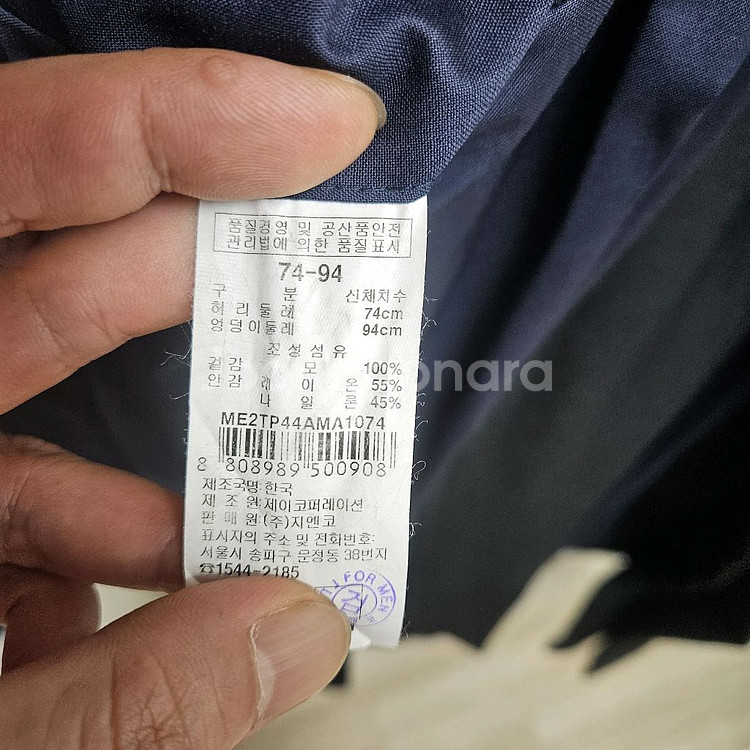 품질경영 및 공산품안전
관리법에 의한 품질표시
74-94
구 분 신체치수
허리둘레 74cm
엉덩이둘레 94cm
조성섬유
겉감 모 100%
안감 레이온 55%
나일론 45%
ME2TP44AMA1074
8 808989 500908
제조국명:한국
제 조 원:제이코퍼레이션
판 매 원:(주)지엔코
표시자의 주소 및 전화번호:
서울시 송파구 문정동 38번지
☎1544-2185
FOR MEN
검
onara